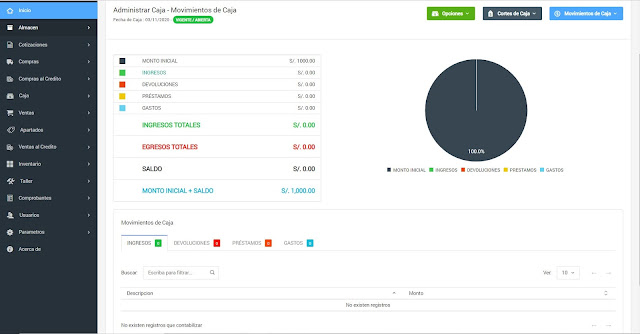 Inicio
Almacen
Cotizaciones
Compras
Compras al Credito
Caja
Ventas
Apartados
Ventas al Crédito
Inventario
Taller
Comprobantes
Usuarios
Parametros
Acerca de
Administrar Caja - Movimientos de Caja
Fecha de Caja - 03/11/2020 - VIGENTE / ABIERTA
Opciones
Cortes de Caja
Movimientos de Caja
MONTO INICIAL S/. 1000.00
INGRESOS S/. 0.00
DEVOLUCIONES S/. 0.00
PRÉSTAMOS S/. 0.00
GASTOS S/. 0.00
INGRESOS TOTALES S/. 0.00
EGRESOS TOTALES S/. 0.00
SALDO S/. 0.00
MONTO INICIAL + SALDO S/. 1,000.00
100.0%
MONTO INICIAL INGRESOS DEVOLUCIONES PRESTAMOS GASTOS
Movimientos de Caja
INGRESOS 0 DEVOLUCIONES 0 PRÉSTAMOS 0 GASTOS 0
Buscar Escriba para filtrar... Ver 10
Descripcion Monto
No existen registros
No existen registros que contabilizar